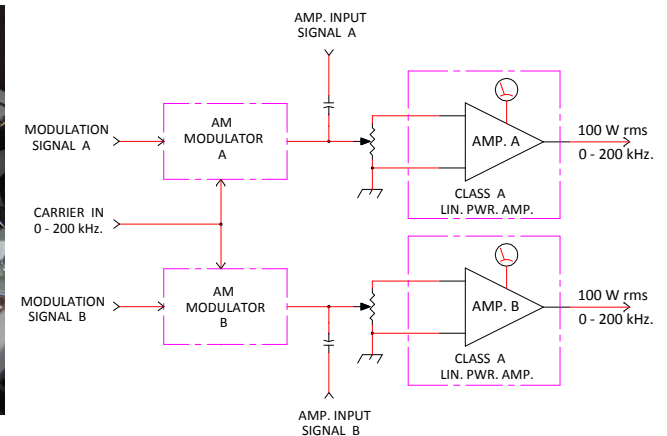 AMP. INPUT
SIGNAL A
MODULATION
SIGNAL A
AM
MODULATOR
A
AMP. A
100 W rms
0 - 200 kHz.
CLASS A
LIN. PWR. AMP.
CARRIER IN
0 - 200 kHz.
MODULATION
SIGNAL B
AM
MODULATOR
B
AMP. B
100 W rms
0 - 200 kHz.
CLASS A
LIN. PWR. AMP.
AMP. INPUT
SIGNAL B